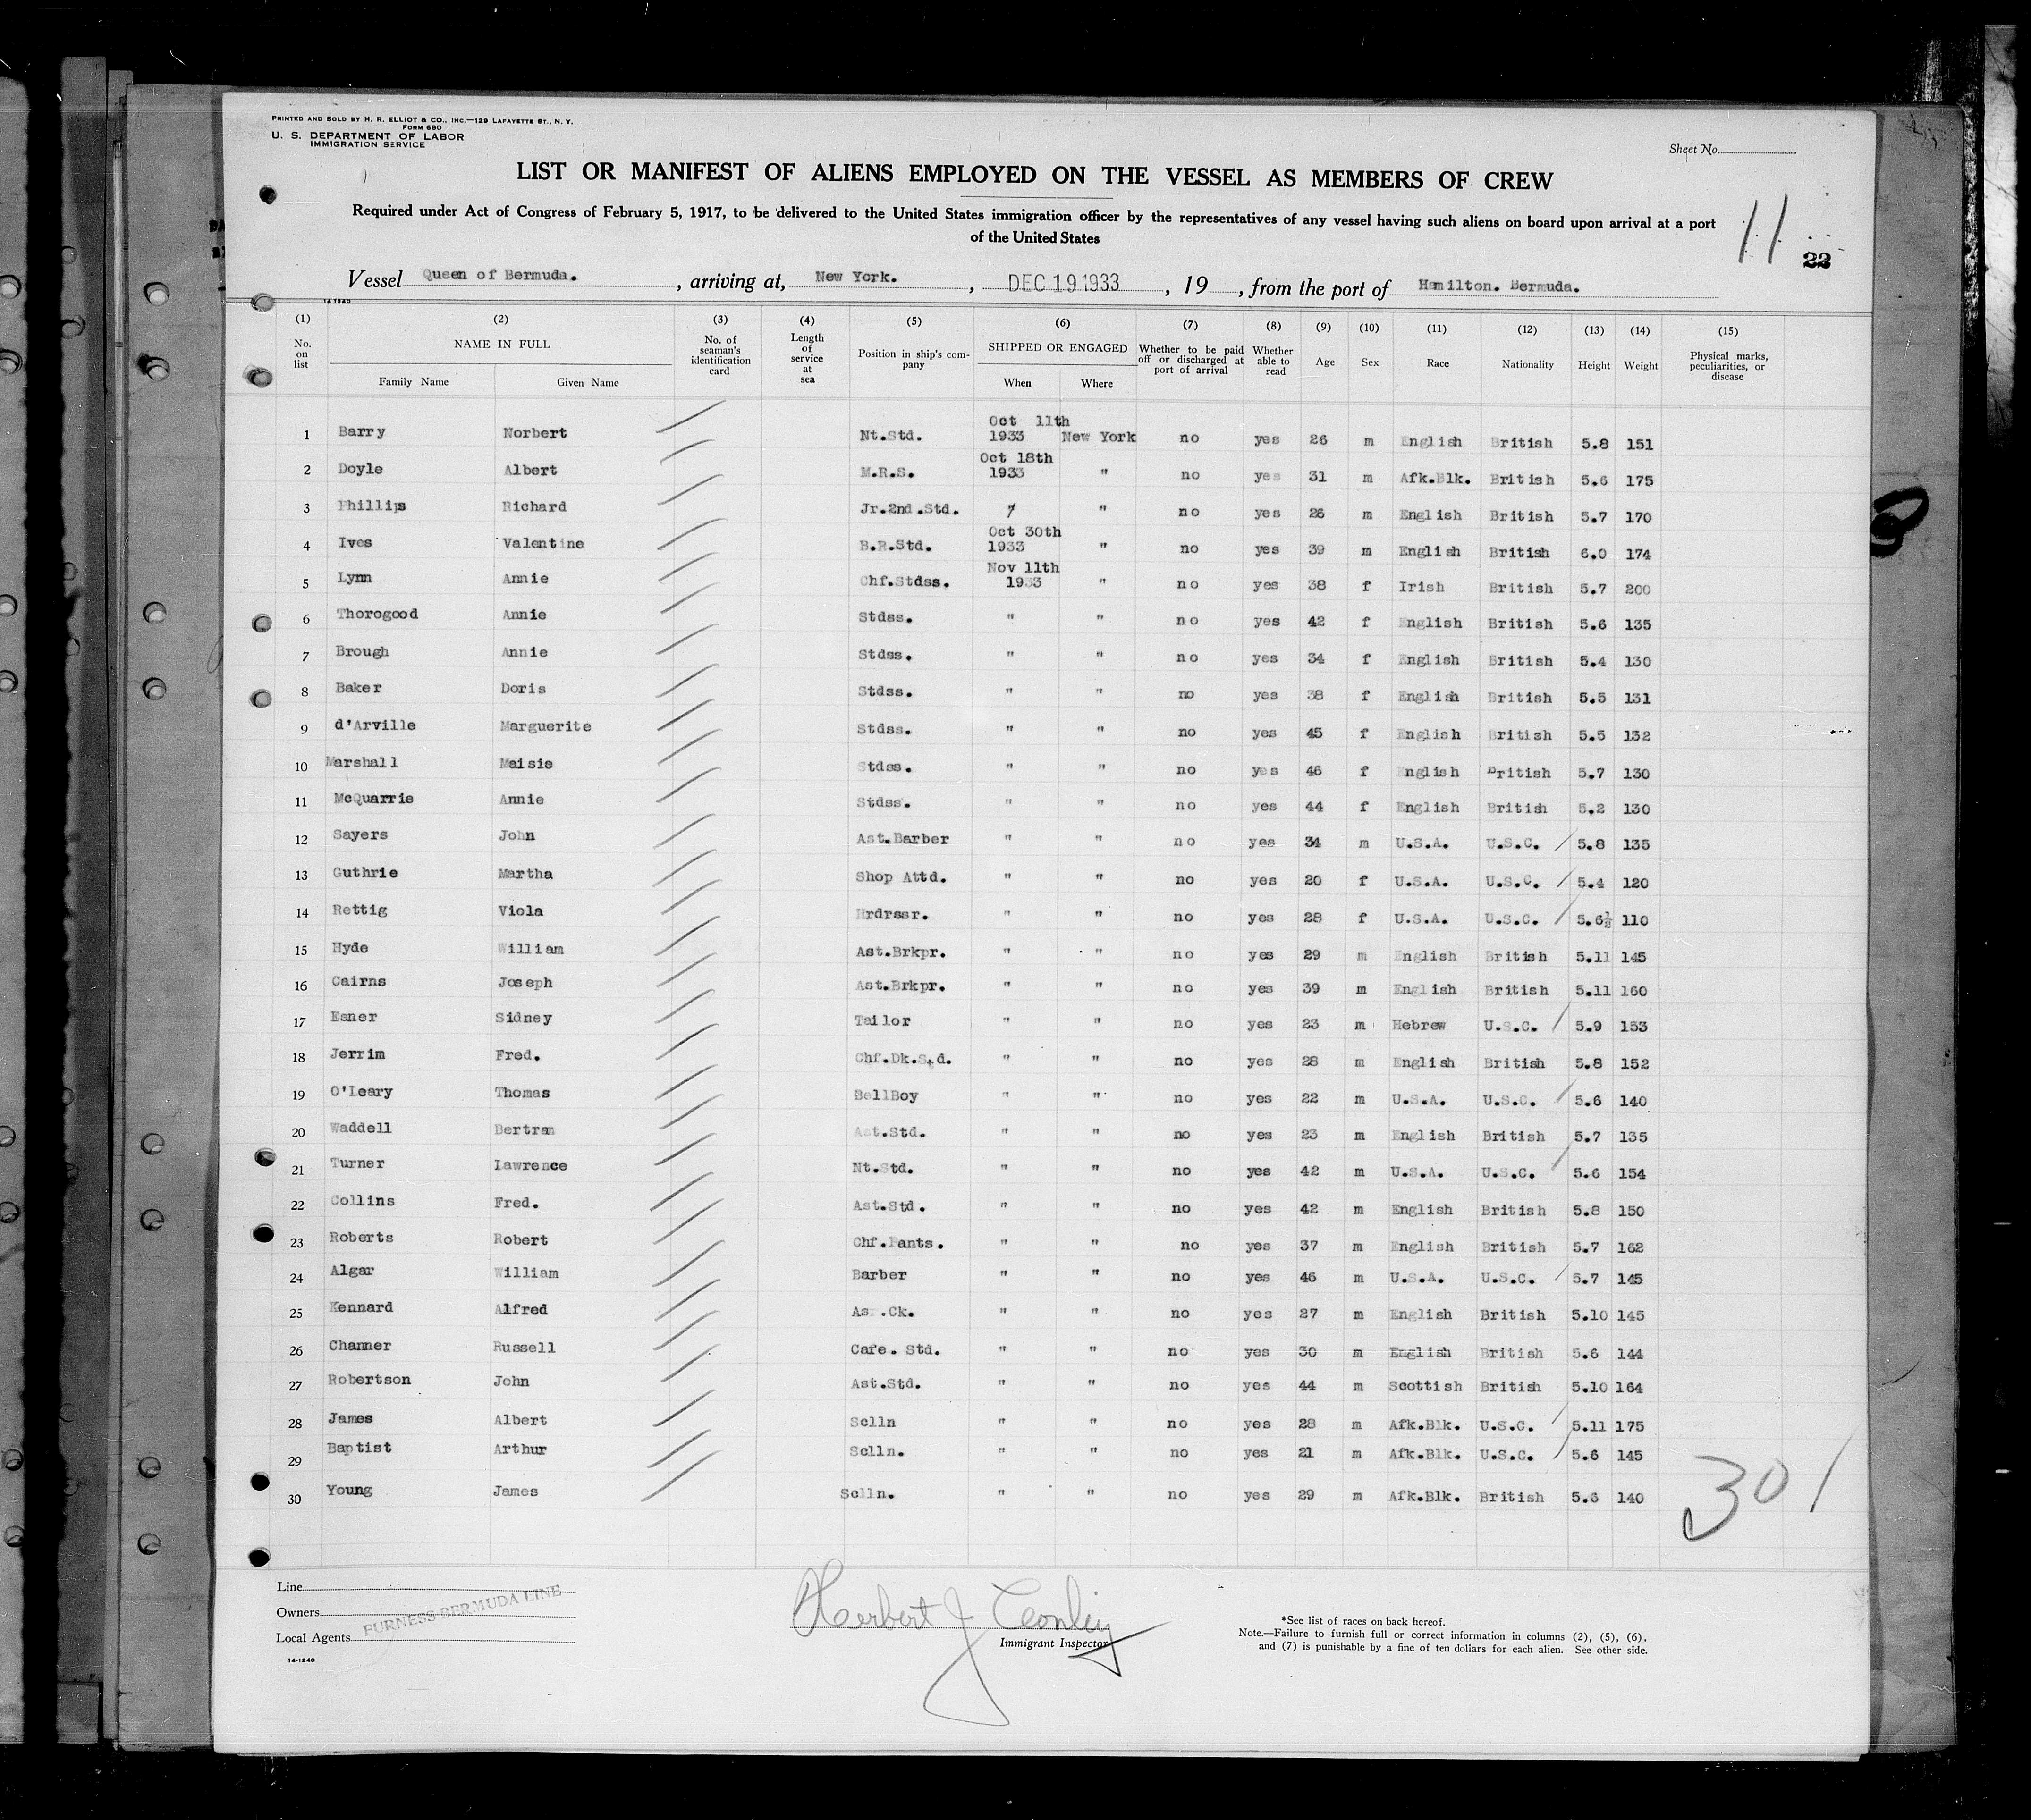 PRINTED AND SOLD BY H. R. ELLIOT & CO., INC.—129 LAFAYETTE ST., N. Y.
FORM 680
U. S. DEPARTMENT OF LABOR
IMMIGRATION SERVICE
Sheet No.
LIST OR MANIFEST OF ALIENS EMPLOYED ON THE VESSEL AS MEMBERS OF CREW
Required under Act of Congress of February 5, 1917, to be delivered to the United States immigration officer by the representatives of any vessel having such aliens on board upon arrival at a port
of the United States
11
22
Vessel Queen of Bermuda. , arriving at, New York. , DEC 19 1933 , 19 , from the port of Hamilton. Bermuda.
14-1240
(1) (2) (3) (4) (5) (6) (7) (8) (9) (10) (11) (12) (13) (14) (15)
No. on list NAME IN FULL Family Name Given Name No. of seaman's identification card Length of service at sea Position in ship's company SHIPPED OR ENGAGED When Where Whether to be paid off or discharged at port of arrival Whether able to read Age Sex Race Nationality Height Weight Physical marks, peculiarities, or disease
1 Barry Norbert Nt.Std. Oct 11th 1933 New York no yes 26 m English British 5.8 151
2 Doyle Albert M.R.S. Oct 18th 1933 " no yes 31 m Afk.Blk. British 5.6 175
3 Phillips Richard Jr.2nd.Std. " " no yes 26 m English British 5.7 170
4 Ives Valentine B.R.Std. Oct 30th 1933 " no yes 39 m English British 6.0 174
5 Lynn Annie Chf.Stdss. Nov 11th 1933 " no yes 38 f Irish British 5.7 200
6 Thorogood Annie Stdss. " " no yes 42 f English British 5.6 135
7 Brough Annie Stdss. " " no yes 34 f English British 5.4 130
8 Baker Doris Stdss. " " no yes 38 f English British 5.5 131
9 d'Arville Marguerite Stdss. " " no yes 45 f English British 5.5 132
10 Marshall Maisie Stdss. " " no yes 46 f English British 5.7 130
11 McQuarrie Annie Stdss. " " no yes 44 f English British 5.2 130
12 Sayers John Ast.Barber " " no yes 34 m U.S.A. U.S.C. 5.8 135
13 Guthrie Martha Shop Attd. " " no yes 20 f U.S.A. U.S.C. 5.4 120
14 Rettig Viola Hrdrssr. " " no yes 28 f U.S.A. U.S.C. 5.6½ 110
15 Hyde William Ast.Brkpr. " " no yes 29 m English British 5.11 145
16 Cairns Joseph Ast.Brkpr. " " no yes 39 m English British 5.11 160
17 Esner Sidney Tailor " " no yes 23 m Hebrew U.S.C. 5.9 153
18 Jerrim Fred. Chf.Dk.Std. " " no yes 28 m English British 5.8 152
19 O'Leary Thomas BellBoy " " no yes 22 m U.S.A. U.S.C. 5.6 140
20 Waddell Bertram Ast.Std. " " no yes 23 m English British 5.7 135
21 Turner Lawrence Nt.Std. " " no yes 42 m U.S.A. U.S.C. 5.6 154
22 Collins Fred. Ast.Std. " " no yes 42 m English British 5.8 150
23 Roberts Robert Chf.Pants. " " no yes 37 m English British 5.7 162
24 Algar William Barber " " no yes 46 m U.S.A. U.S.C. 5.7 145
25 Kennard Alfred As .Ck. " " no yes 27 m English British 5.10 145
26 Channer Russell Cafe. Std. " " no yes 30 m English British 5.6 144
27 Robertson John Ast.Std. " " no yes 44 m Scottish British 5.10 164
28 James Albert Sclln " " no yes 28 m Afk.Blk. U.S.C. 5.11 175
29 Baptist Arthur Sclln. " " no yes 21 m Afk.Blk. U.S.C. 5.6 145
30 Young James Sclln. " " no yes 29 m Afk.Blk. British 5.6 140
30 /
Line
Owners
Local Agents
FURNESS BERMUDA LINE
14-1240
Herbert J
Immigrant Inspector
*See list of races on back hereof.
Note.—Failure to furnish full or correct information in columns (2), (5), (6),
and (7) is punishable by a fine of ten dollars for each alien. See other side.